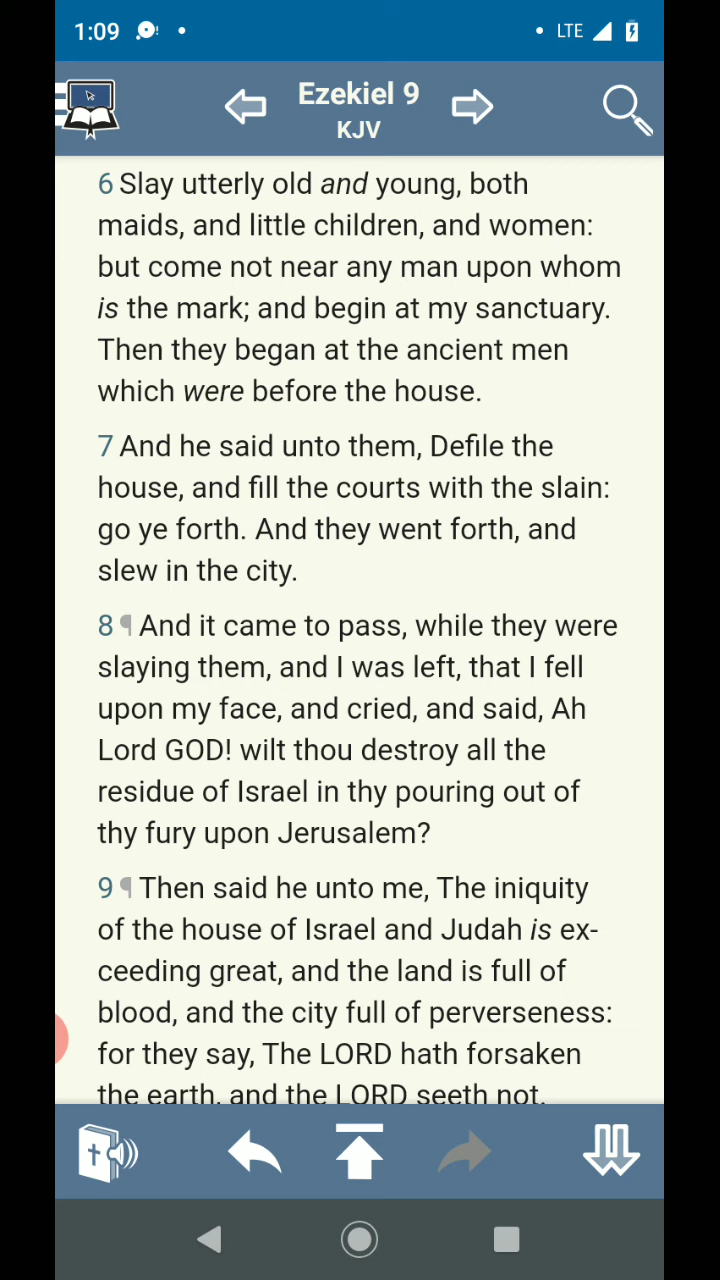 1:09
LTE
Ezekiel 9
KJV
6 Slay utterly old and young, both
maids, and little children, and women:
but come not near any man upon whom
is the mark; and begin at my sanctuary.
Then they began at the ancient men
which were before the house.
7 And he said unto them, Defile the
house, and fill the courts with the slain:
go ye forth. And they went forth, and
slew in the city.
8 ¶ And it came to pass, while they were
slaying them, and I was left, that I fell
upon my face, and cried, and said, Ah
Lord GOD! wilt thou destroy all the
residue of Israel in thy pouring out of
thy fury upon Jerusalem?
9 ¶ Then said he unto me, The iniquity
of the house of Israel and Judah is ex-
ceeding great, and the land is full of
blood, and the city full of perverseness:
for they say, The LORD hath forsaken
the earth, and the LORD seeth not.